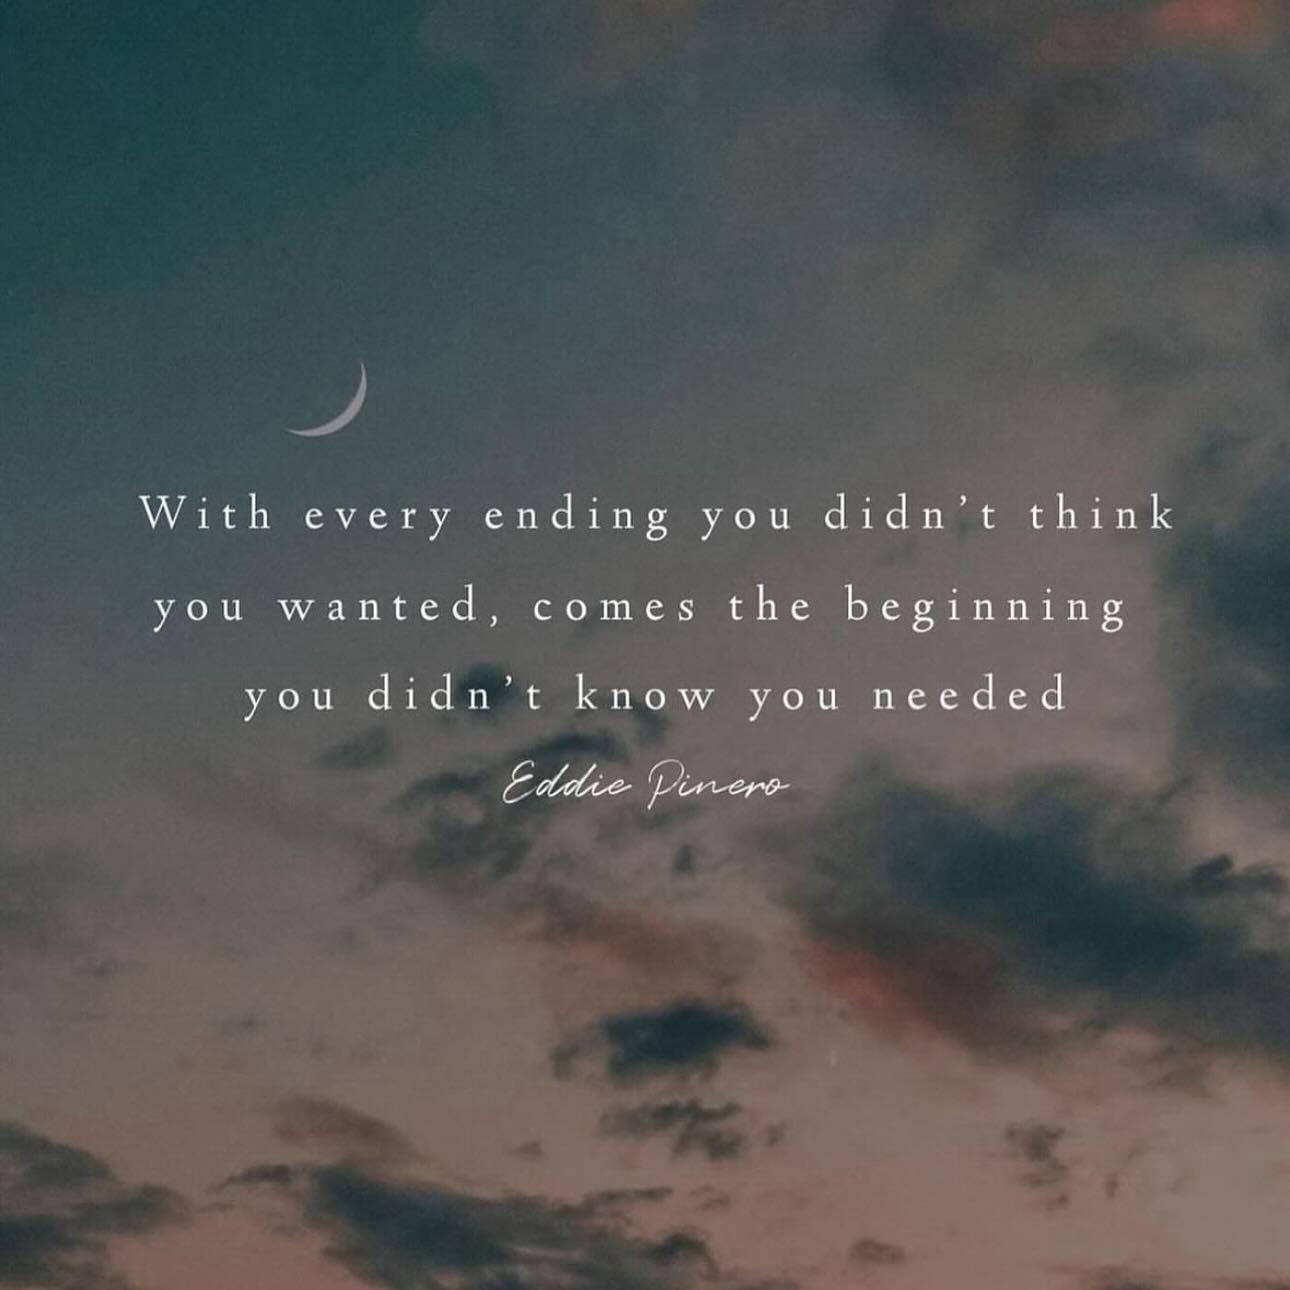 With every ending you didn’t think
you wanted, comes the beginning
you didn’t know you needed
Eddie Pinero